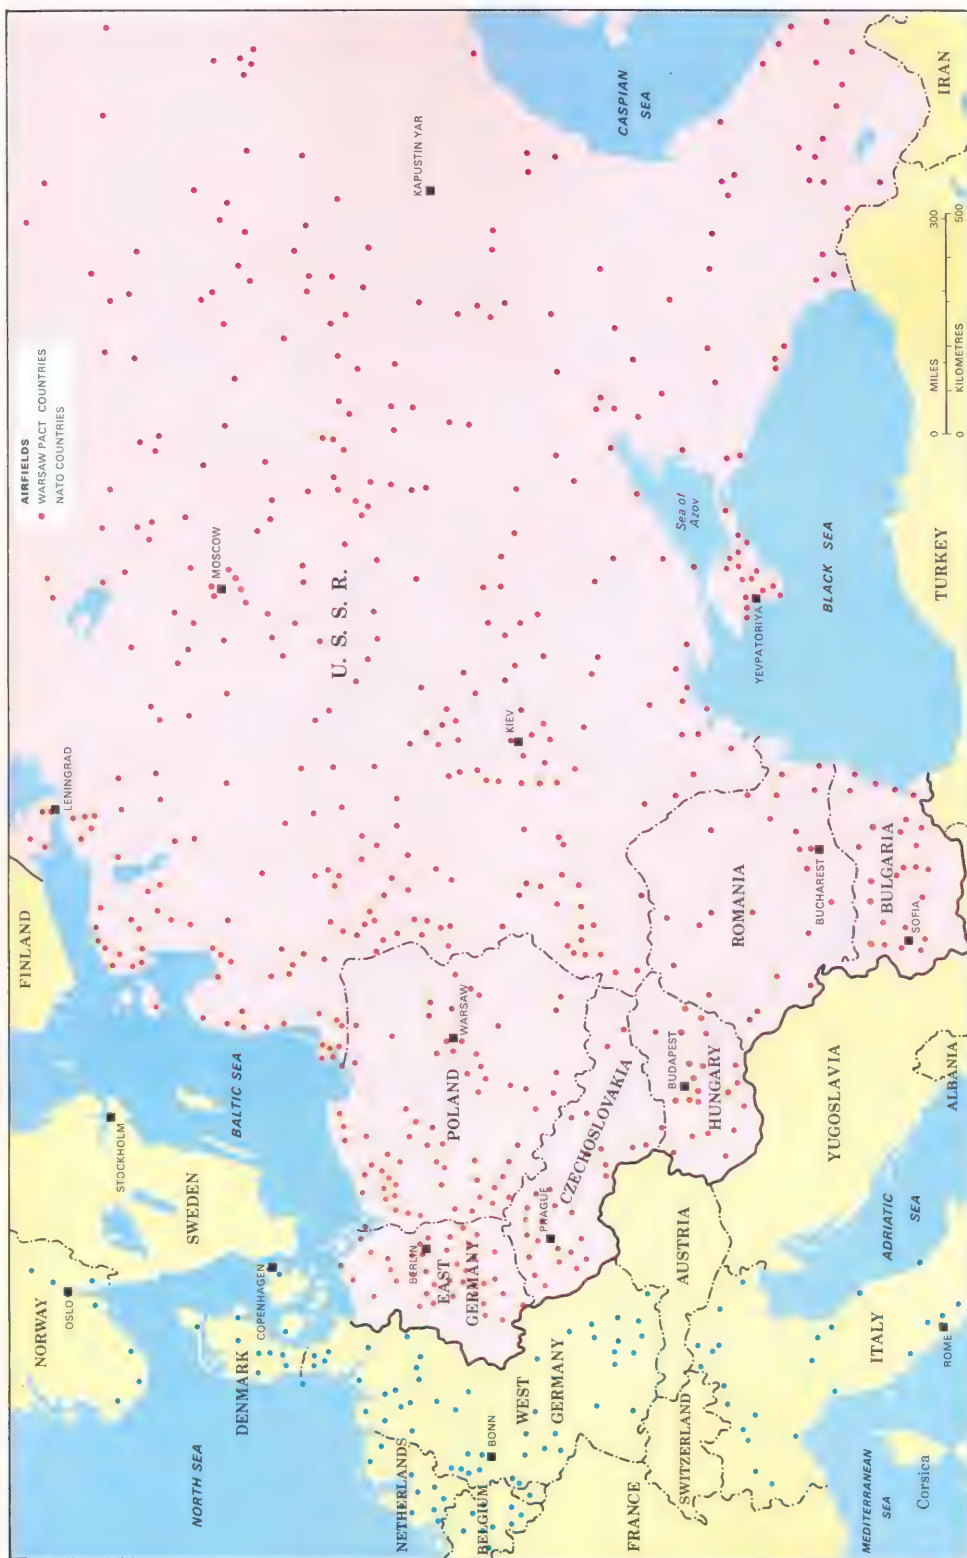 AIRFIELDS
WARSAW PACT COUNTRIES
NATO COUNTRIES
NORWAY
OSLO
STOCKHOLM
SWEDEN
FINLAND
LENINGRAD
BALTIC SEA
NORTH SEA
DENMARK
COPENHAGEN
MOSCOW
U. S. S. R.
NETHERLANDS
BELGIUM
BONN
WEST
GERMANY
BERLIN
EAST
GERMANY
POLAND
WARSAW
KIEV
KAPUSTIN YAR
PRAGUE
CZECHOSLOVAKIA
FRANCE
SWITZERLAND
AUSTRIA
BUDAPEST
HUNGARY
ROMANIA
BUCHAREST
Sea of
Azov
YEVPATORIYA
CASPIAN
SEA
BLACK SEA
YUGOSLAVIA
BULGARIA
SOFIA
ADRIATIC
SEA
ITALY
ROME
ALBANIA
MEDITERRANEAN
SEA
Corsica
TURKEY
IRAN
0 MILES 300
0 KILOMETRES 500